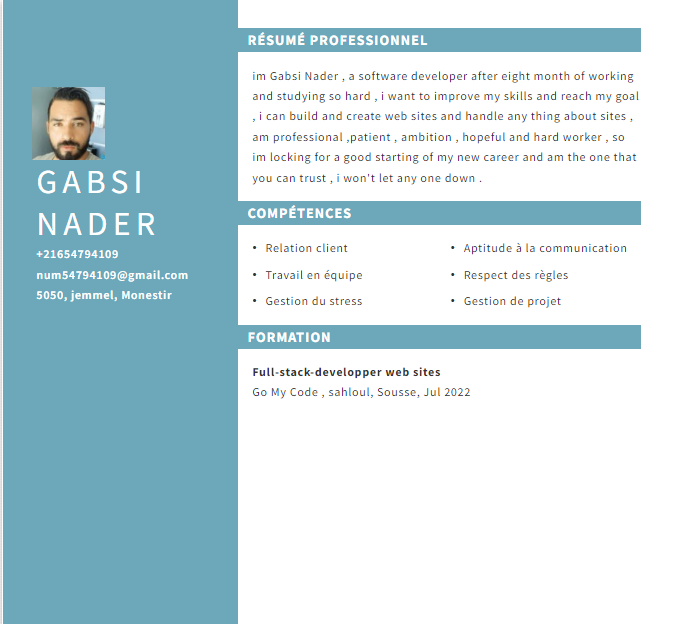 GABSI
NADER
+21654794109
num54794109@gmail.com
5050, jemmel, Monestir
RÉSUMÉ PROFESSIONNEL
im Gabsi Nader , a software developer after eight month of working
and studying so hard , i want to improve my skills and reach my goal
, i can build and create web sites and handle any thing about sites ,
am professional ,patient , ambition , hopeful and hard worker , so
im locking for a good starting of my new career and am the one that
you can trust , i won't let any one down .
COMPÉTENCES
• Relation client
• Travail en équipe
• Gestion du stress
• Aptitude à la communication
• Respect des règles
• Gestion de projet
FORMATION
Full-stack-developper web sites
Go My Code , sahloul, Sousse, Jul 2022